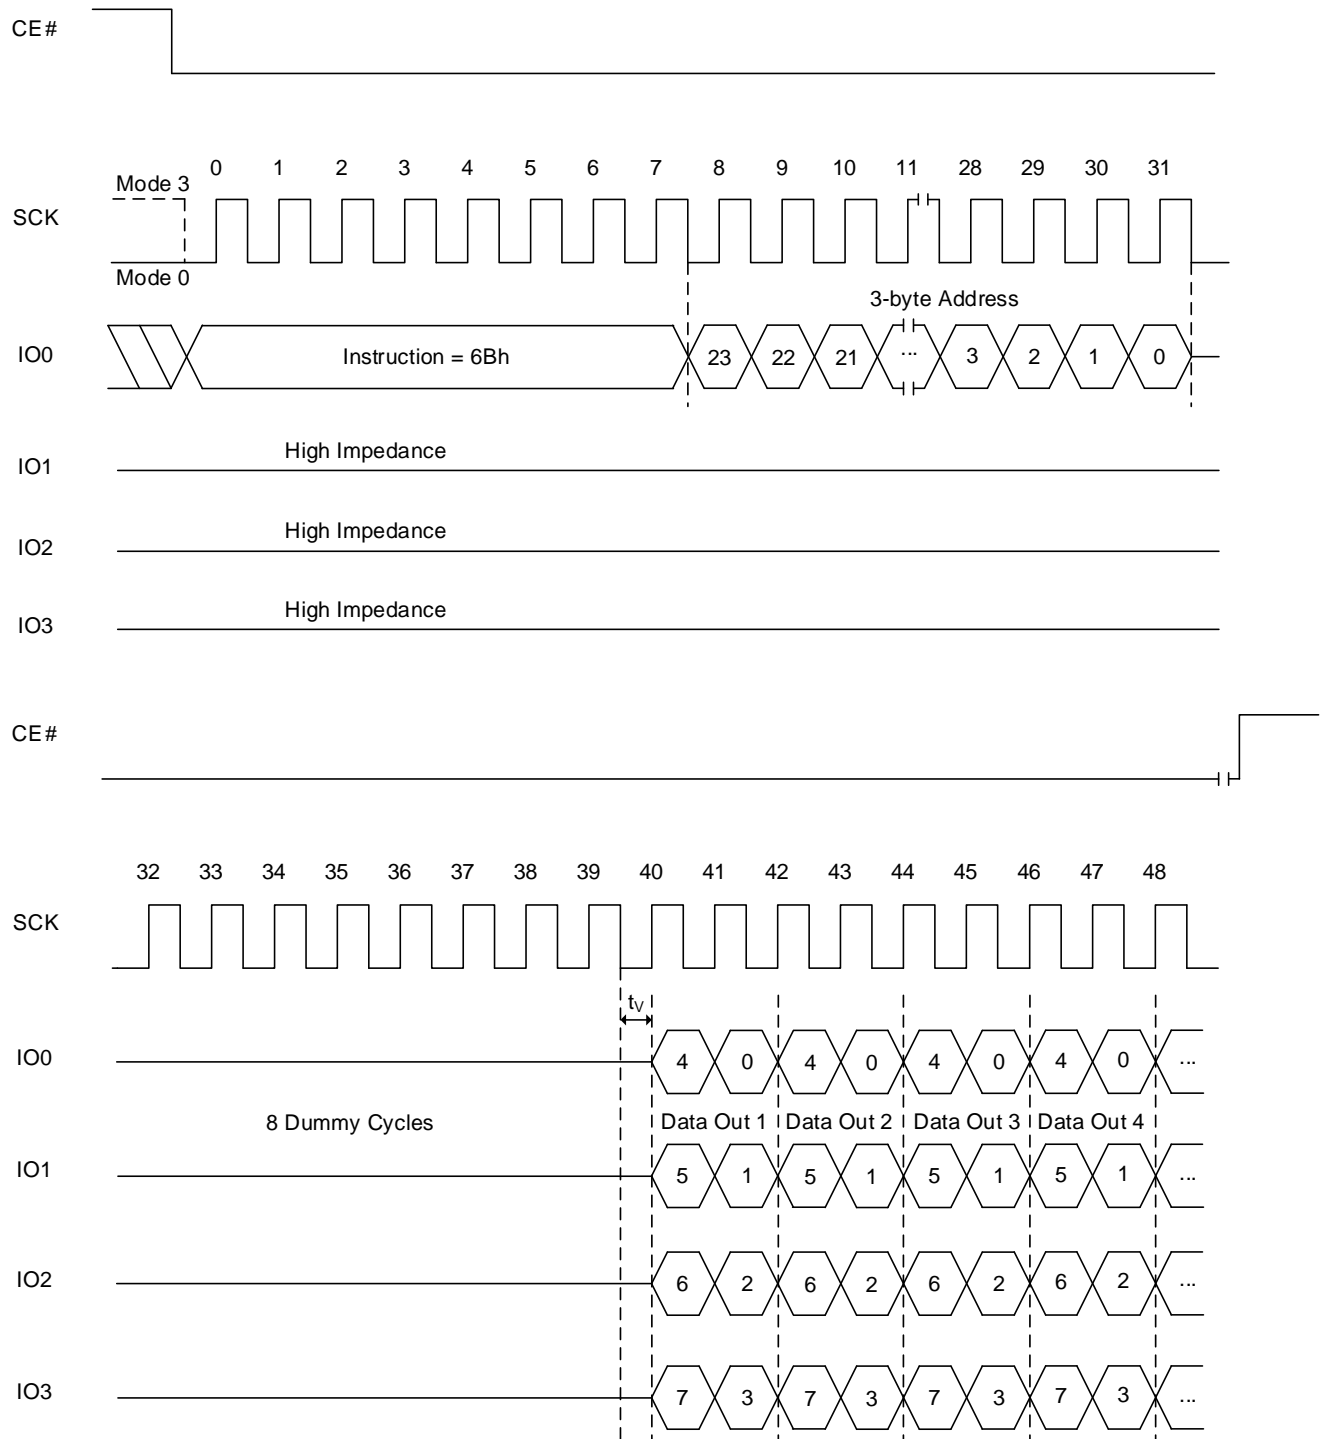 CE#
0 1 2 3 4 5 6 7 8 9 10 11 28 29 30 31
Mode 3
SCK
Mode 0
3-byte Address
IO0 Instruction = 6Bh 23 22 21 ... 3 2 1 0
High Impedance
IO1
High Impedance
IO2
High Impedance
IO3
CE#
32 33 34 35 36 37 38 39 40 41 42 43 44 45 46 47 48
SCK
tV
IO0 4 0 4 0 4 0 4 0 ...
8 Dummy Cycles Data Out 1 Data Out 2 Data Out 3 Data Out 4
IO1 5 1 5 1 5 1 5 1 ...
IO2 6 2 6 2 6 2 6 2 ...
IO3 7 3 7 3 7 3 7 3 ...